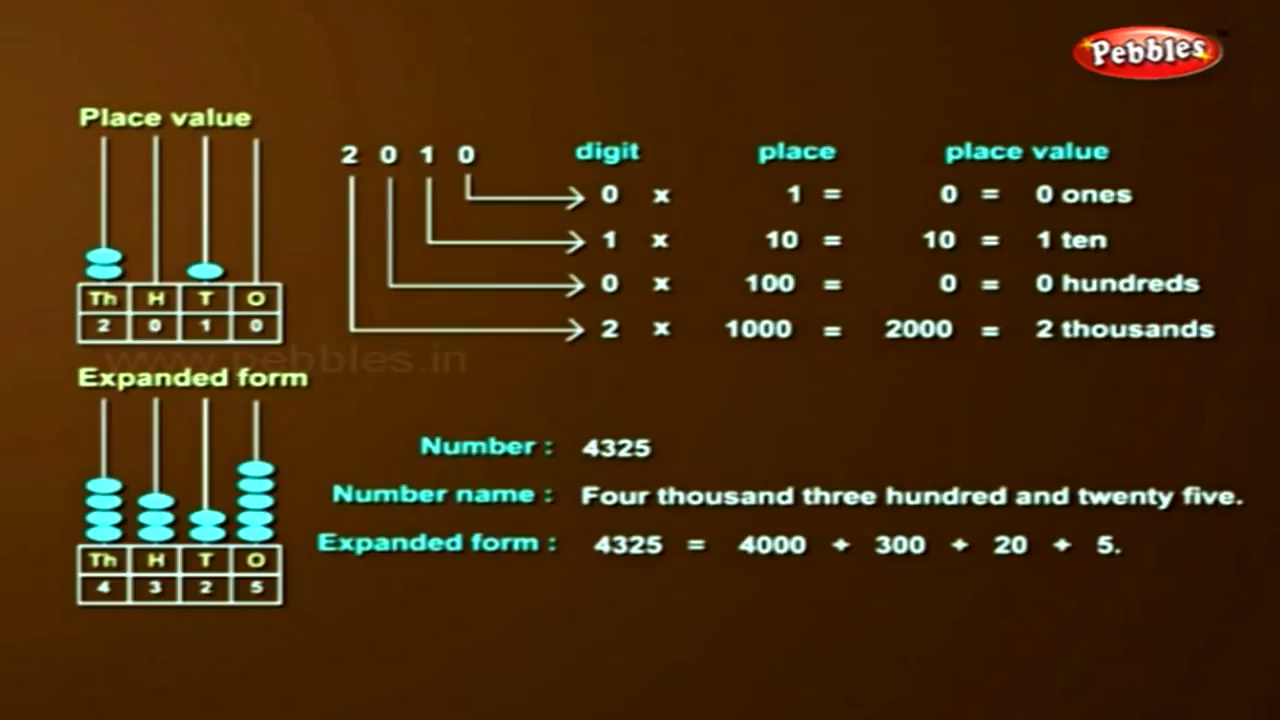 Pebbles
Place value
2 0 1 0 digit place place value
0 x 1 = 0 = 0 ones
1 x 10 = 10 = 1 ten
0 x 100 = 0 = 0 hundreds
2 x 1000 = 2000 = 2 thousands
Th H T O
2 0 1 0
www.pebbles.in
Expanded form
Number : 4325
Number name : Four thousand three hundred and twenty five.
Expanded form : 4325 = 4000 + 300 + 20 + 5.
Th H T O
4 3 2 5